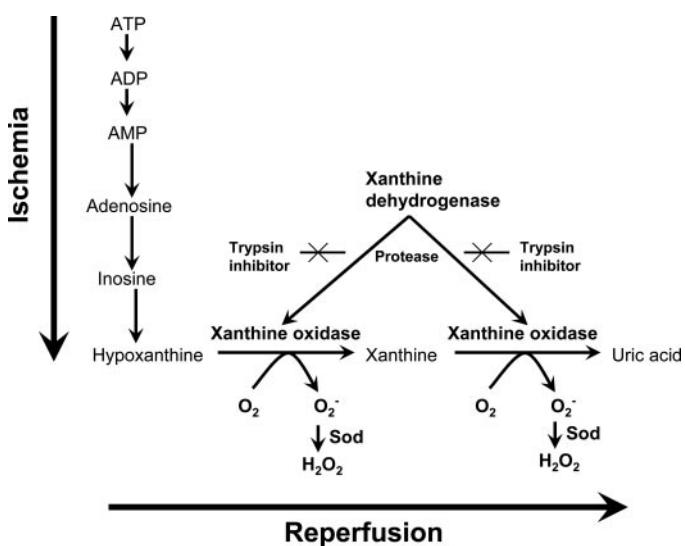 ATP
ADP
AMP
Adenosine
Inosine
Hypoxanthine
Ischemia
Xanthine
dehydrogenase
Trypsin
inhibitor
Protease
Trypsin
inhibitor
Xanthine oxidase
Xanthine oxidase
Xanthine
Uric acid
O₂
O₂⁻
O₂
O₂⁻
Sod
Sod
H₂O₂
H₂O₂
Reperfusion